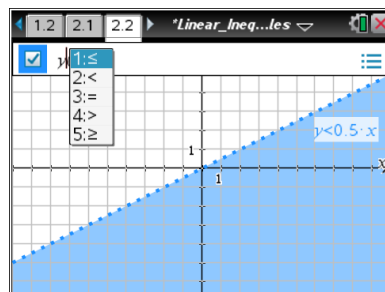 1.2 2.1 2.2 *Linear_Ineq...les
y
1:≤
2:<
3:=
4:>
5:≥
y<0.5·x
1
x
1